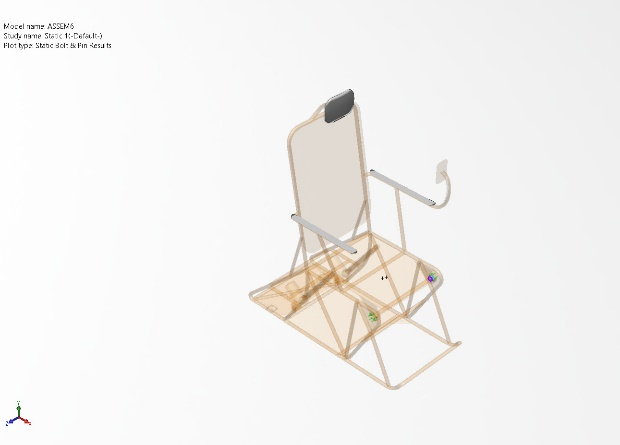 Model name: ASSEM6
Study name: Static 1(-Default-)
Plot type: Static Bolt & Pin Results